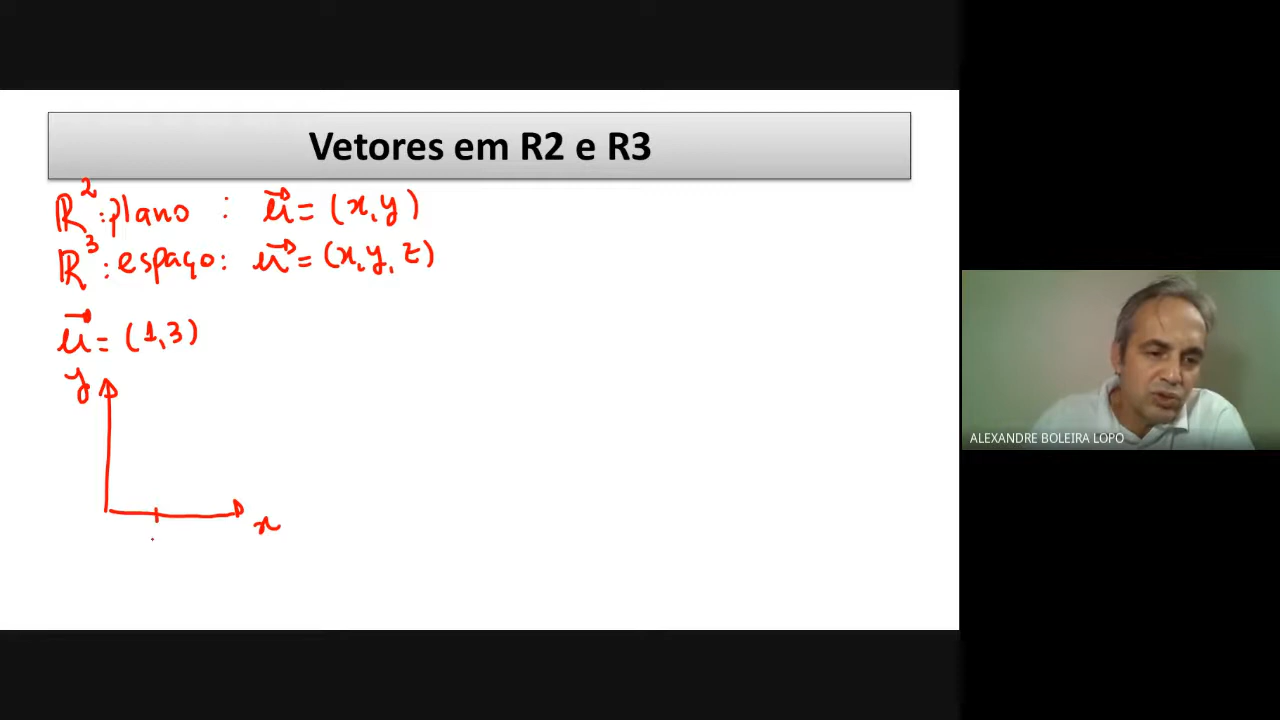 Vetores em R2 e R3
ℝ²: plano : u⃗ = (x, y)
ℝ³: espaço: u⃗ = (x, y, z)
u⃗ = (1, 3)
y
x
ALEXANDRE BOLEIRA LOPO